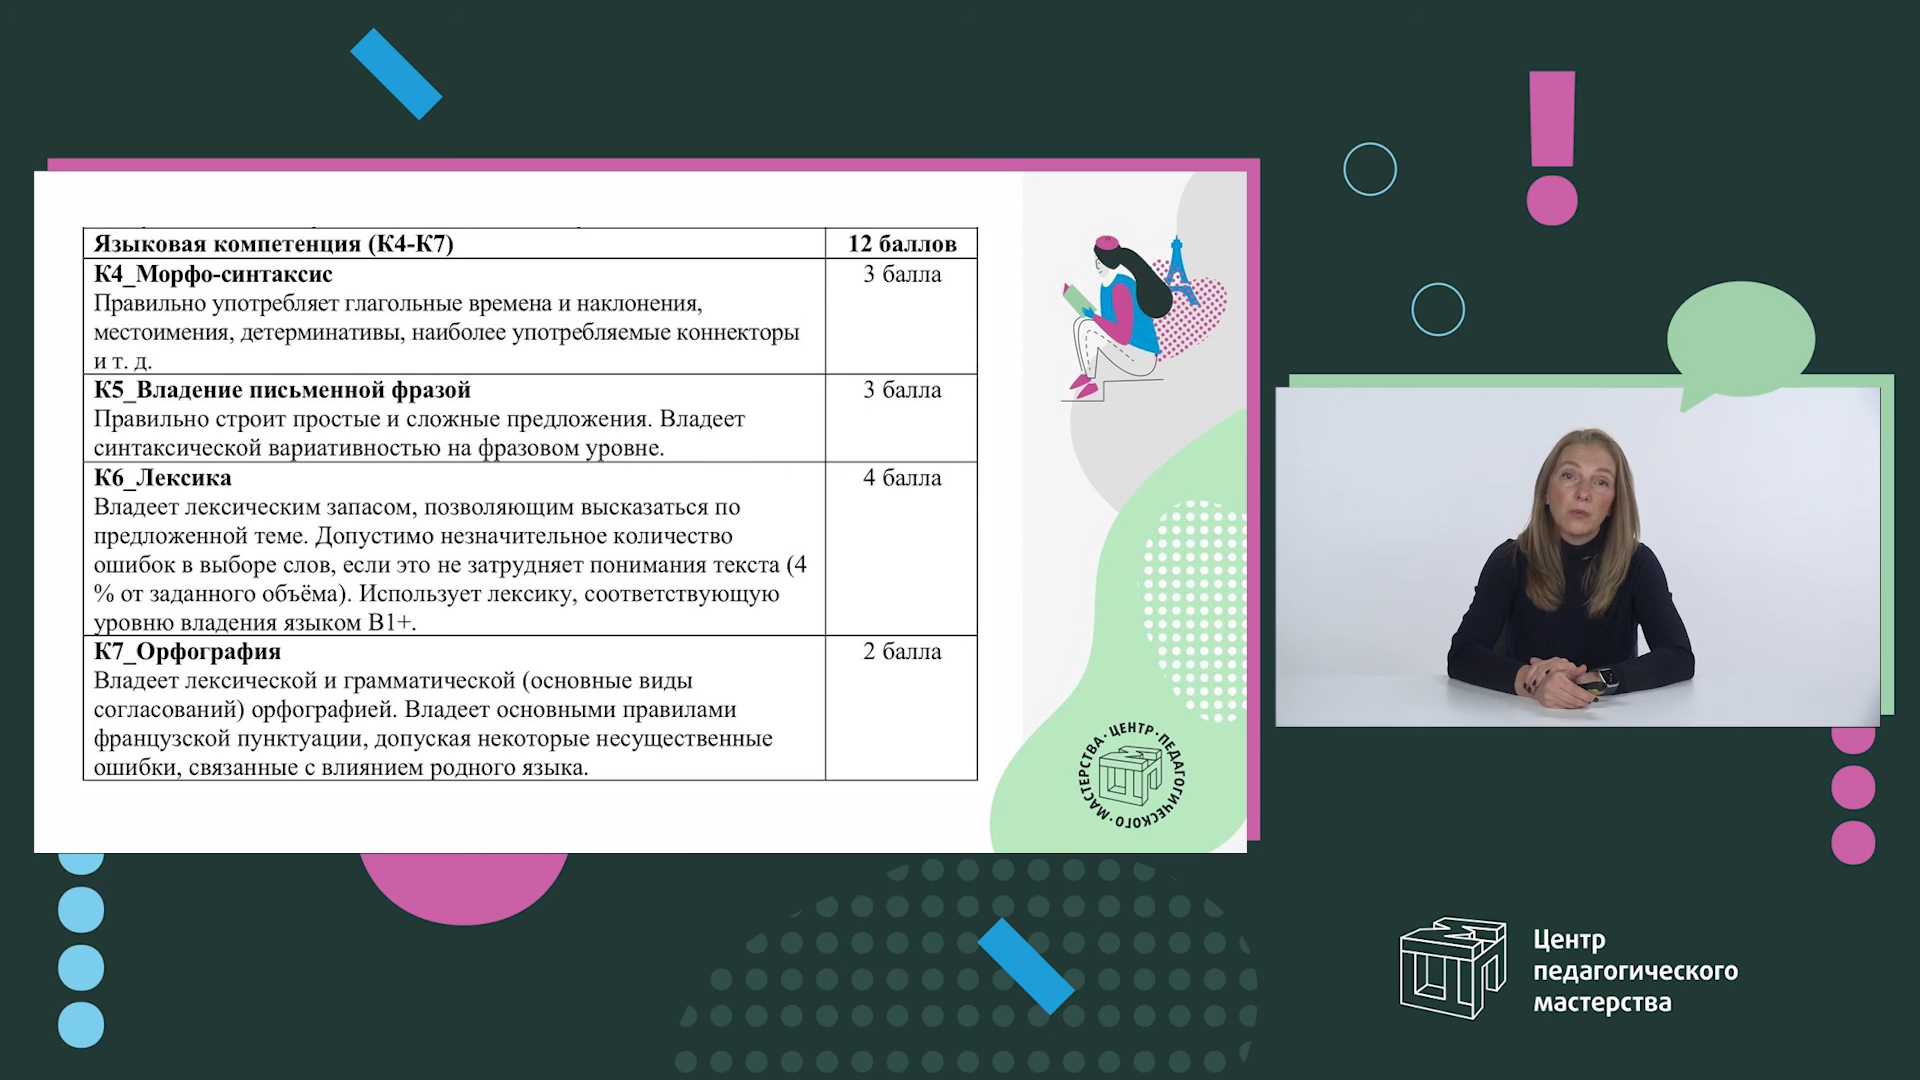 Языковая компетенция (К4-К7)
12 баллов
К4_Морфо-синтаксис
3 балла
Правильно употребляет глагольные времена и наклонения,
местоимения, детерминативы, наиболее употребляемые коннекторы
и т. д.
К5_Владение письменной фразой
3 балла
Правильно строит простые и сложные предложения. Владеет
синтаксической вариативностью на фразовом уровне.
К6_Лексика
4 балла
Владеет лексическим запасом, позволяющим высказаться по
предложенной теме. Допустимо незначительное количество
ошибок в выборе слов, если это не затрудняет понимания текста (4
% от заданного объёма). Использует лексику, соответствующую
уровню владения языком В1+.
К7_Орфография
2 балла
Владеет лексической и грамматической (основные виды
согласований) орфографией. Владеет основными правилами
французской пунктуации, допуская некоторые несущественные
ошибки, связанные с влиянием родного языка.
ЦЕНТР · ПЕДАГОГИЧЕСКОГО · МАСТЕРСТВА ·
Центр
педагогического
мастерства